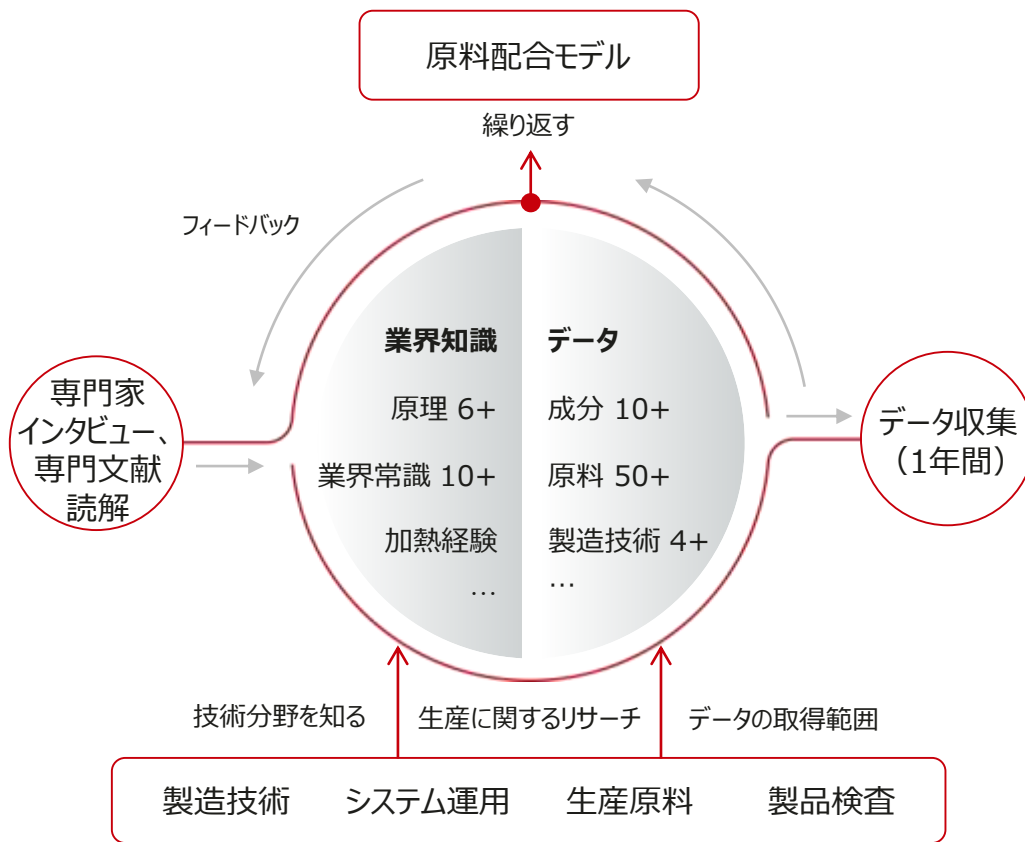 原料配合モデル
繰り返す
フィードバック
業界知識
原理 6+
業界常識 10+
加熱経験
…
データ
成分 10+
原料 50+
製造技術 4+
…
専門家
インタビュー、
専門文献
読解
データ収集
（1年間）
技術分野を知る
生産に関するリサーチ
データの取得範囲
製造技術
システム運用
生産原料
製品検査